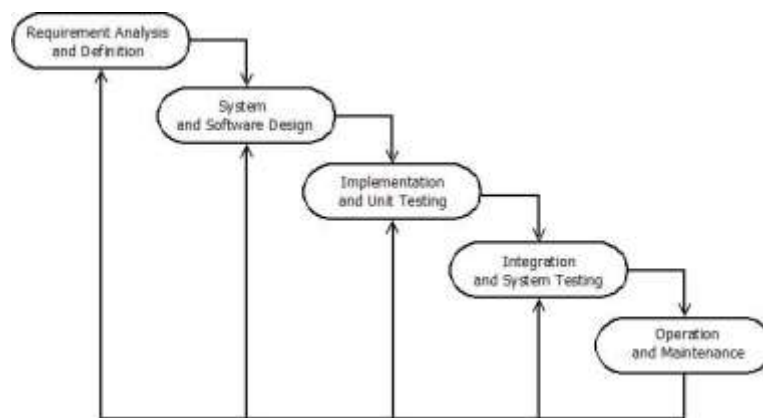 Requirement Analysis
and Definition
System
and Software Design
Implementation
and Unit Testing
Integration
and System Testing
Operation
and Maintenance